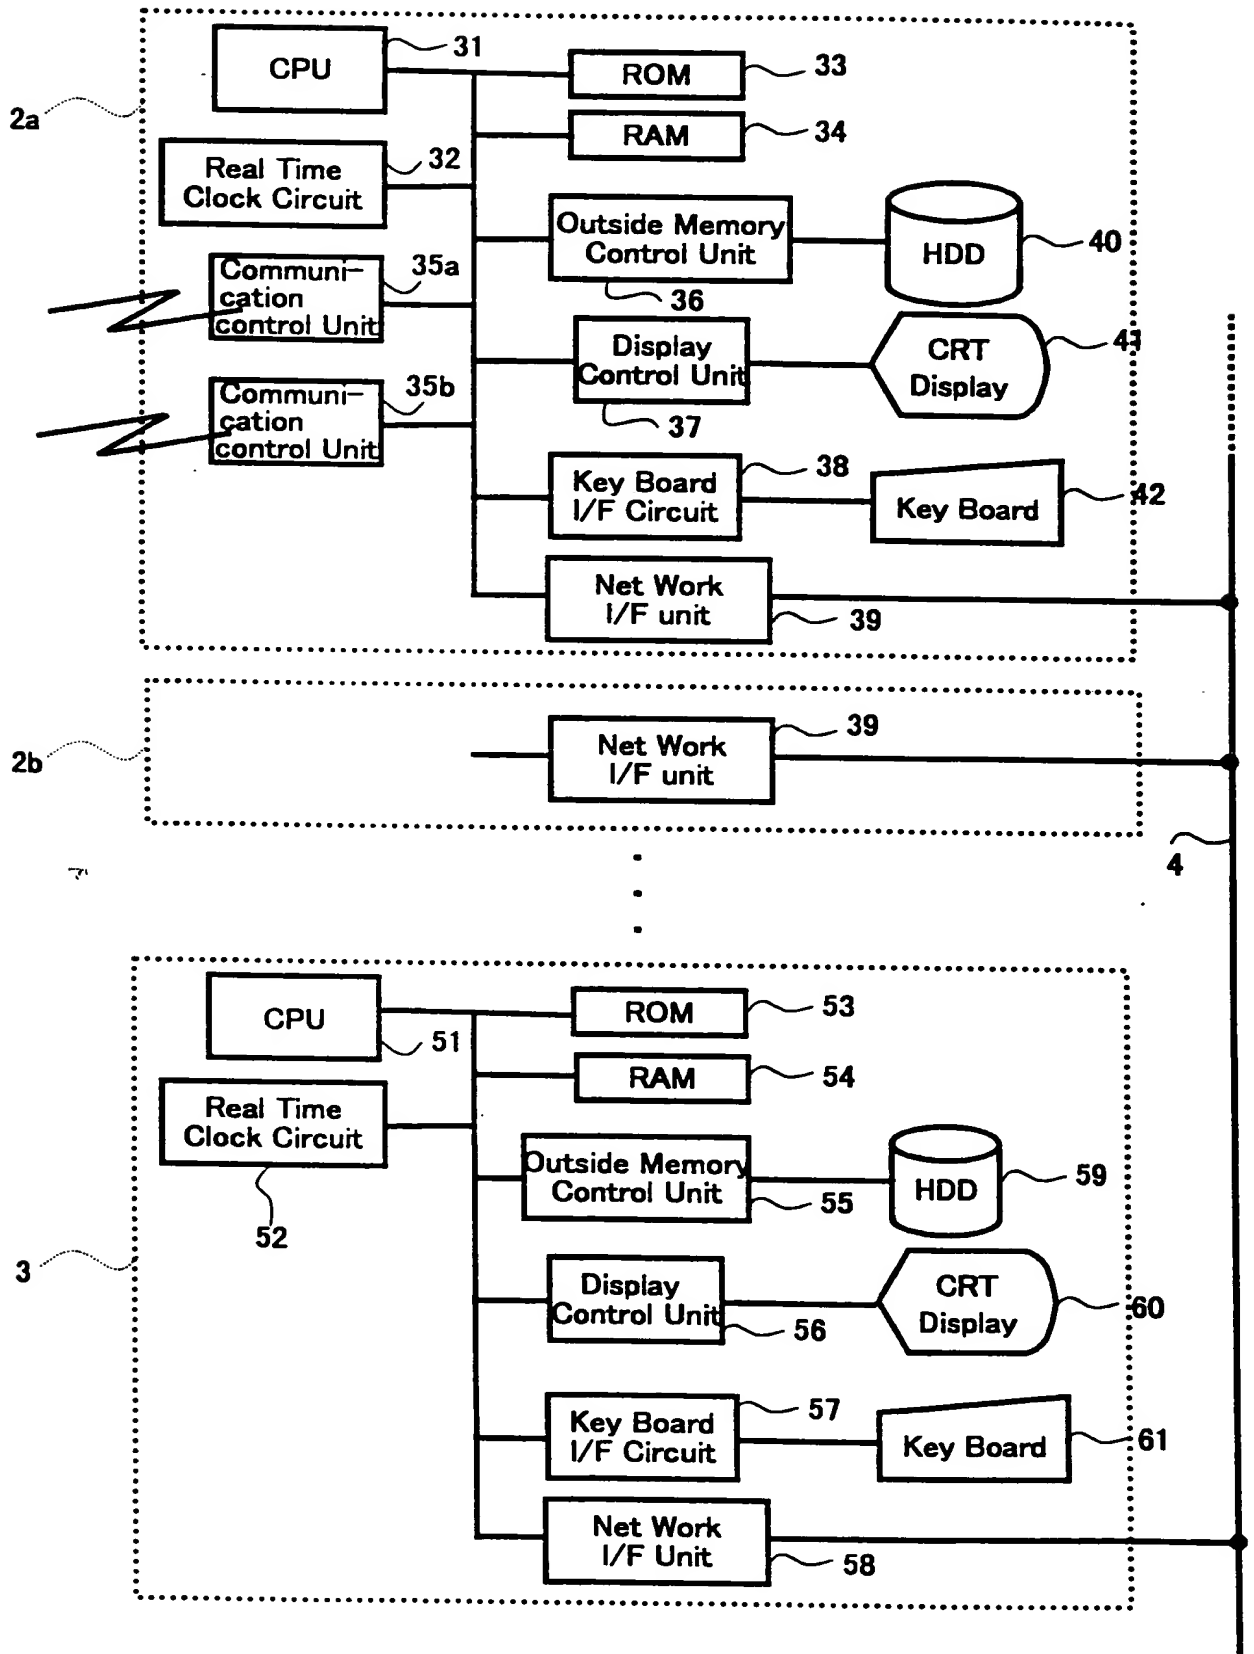 2a
CPU
31
ROM
33
RAM
34
Real Time
Clock Circuit
32
Outside Memory
Control Unit
36
HDD
40
Communi-
cation
control Unit
35a
Display
Control Unit
37
CRT
Display
41
Communi-
cation
control Unit
35b
Key Board
I/F Circuit
38
Key Board
42
Net Work
I/F unit
39
2b
Net Work
I/F unit
39
4
3
CPU
51
ROM
53
RAM
54
Real Time
Clock Circuit
52
Outside Memory
Control Unit
55
HDD
59
Display
Control Unit
56
CRT
Display
60
Key Board
I/F Circuit
57
Key Board
61
Net Work
I/F Unit
58